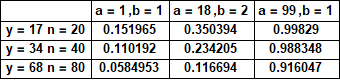 a = 1 ,b = 1 a = 18 ,b = 2 a = 99 ,b = 1
y = 17 n = 20 0.151965 0.350394 0.99829
y = 34 n = 40 0.110192 0.234205 0.988348
y = 68 n = 80 0.0584953 0.116694 0.916047